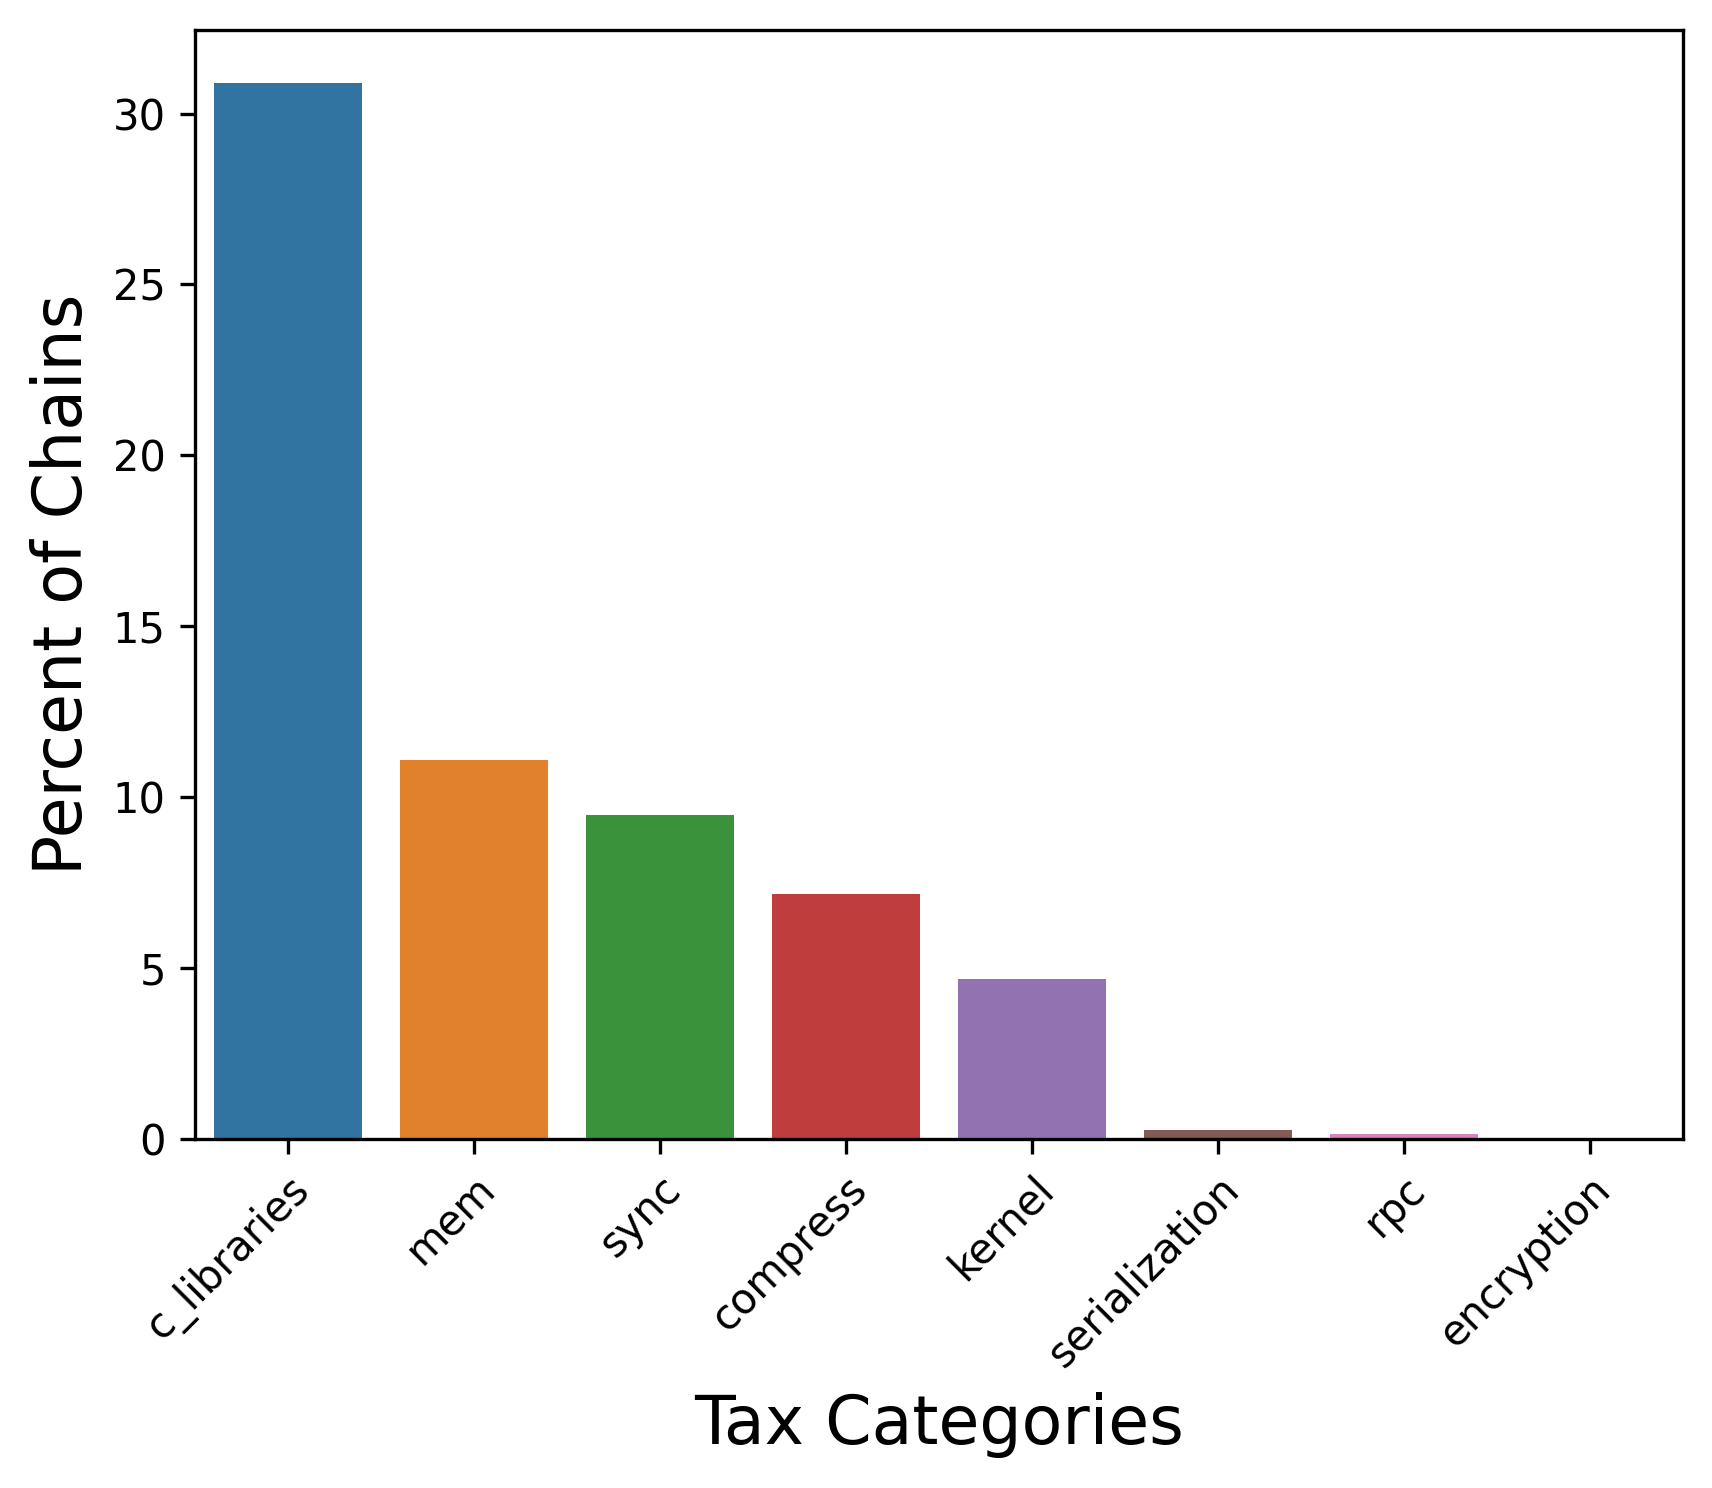 Percent of Chains
30
25
20
15
10
5
0
c_libraries
mem
sync
compress
kernel
serialization
rpc
encryption
Tax Categories